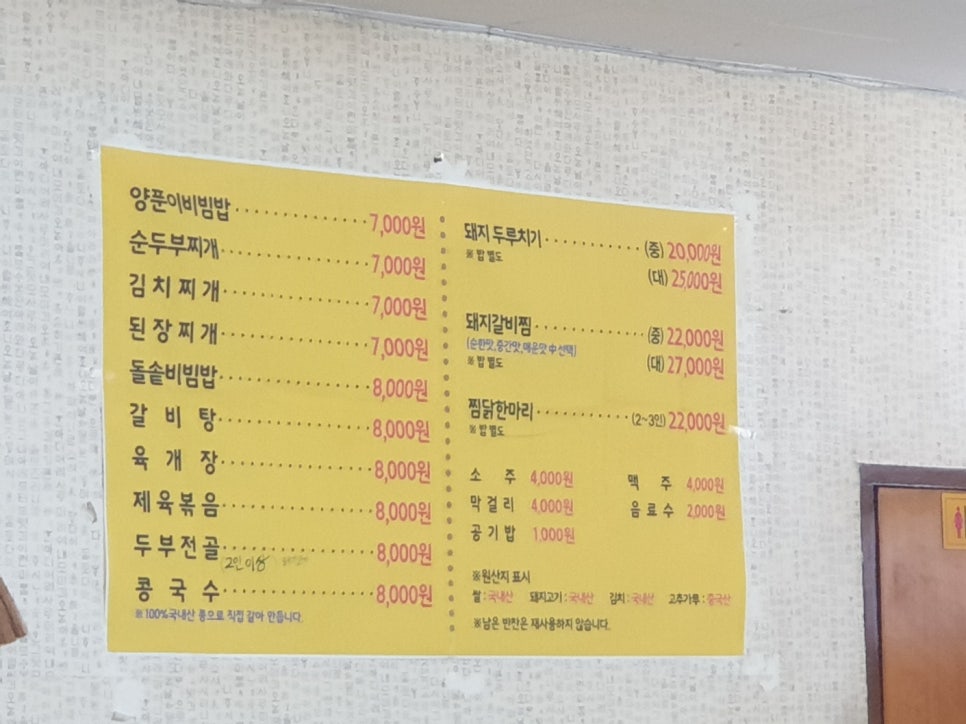 양푼이비빔밥 7,000원
순두부찌개 7,000원
김치찌개 7,000원
된장찌개 7,000원
돌솥비빔밥 8,000원
갈비탕 8,000원
육개장 8,000원
제육볶음 8,000원
두부전골 8,000원
2인 이상
콩국수 8,000원
※100%국내산 콩으로 직접 갈아 만듭니다.
돼지 두루치기 (중) 20,000원
※밥 별도
(대) 25,000원
돼지갈비찜 (중) 22,000원
(순한맛,중간맛,매운맛 中 선택)
※밥 별도 (대) 27,000원
찜닭한마리 (2~3인) 22,000원
※밥 별도
소주 4,000원 맥주 4,000원
막걸리 4,000원 음료수 2,000원
공기밥 1,000원
※원산지 표시
쌀 : 국내산 돼지고기 : 국내산 김치 : 국내산 고추가루 : 중국산
※남은 반찬은 재사용하지 않습니다.